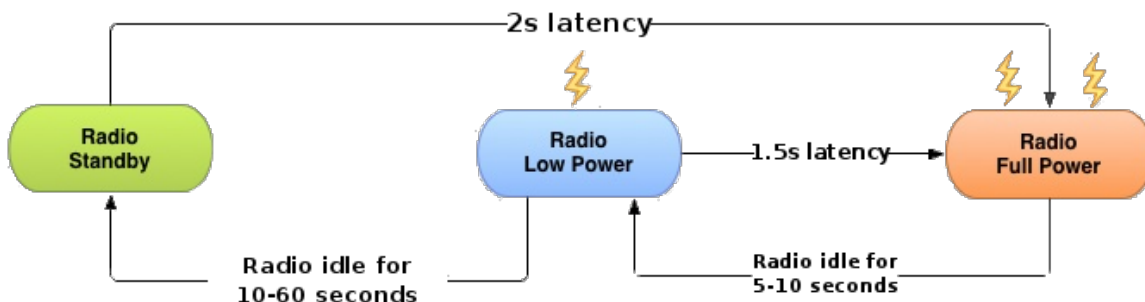 2s latency
Radio
Standby
Radio
Low Power
1.5s latency
Radio
Full Power
Radio idle for
10-60 seconds
Radio idle for
5-10 seconds